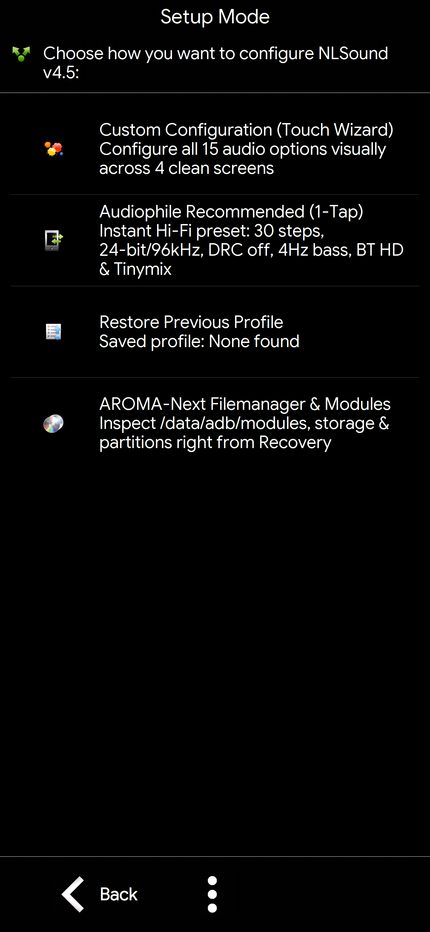 Setup Mode
Choose how you want to configure NLSound
v4.5:
Custom Configuration (Touch Wizard)
Configure all 15 audio options visually
across 4 clean screens
Audiophile Recommended (1-Tap)
Instant Hi-Fi preset: 30 steps,
24-bit/96kHz, DRC off, 4Hz bass, BT HD
& Tinymix
Restore Previous Profile
Saved profile: None found
AROMA-Next Filemanager & Modules
Inspect /data/adb/modules, storage &
partitions right from Recovery
Back